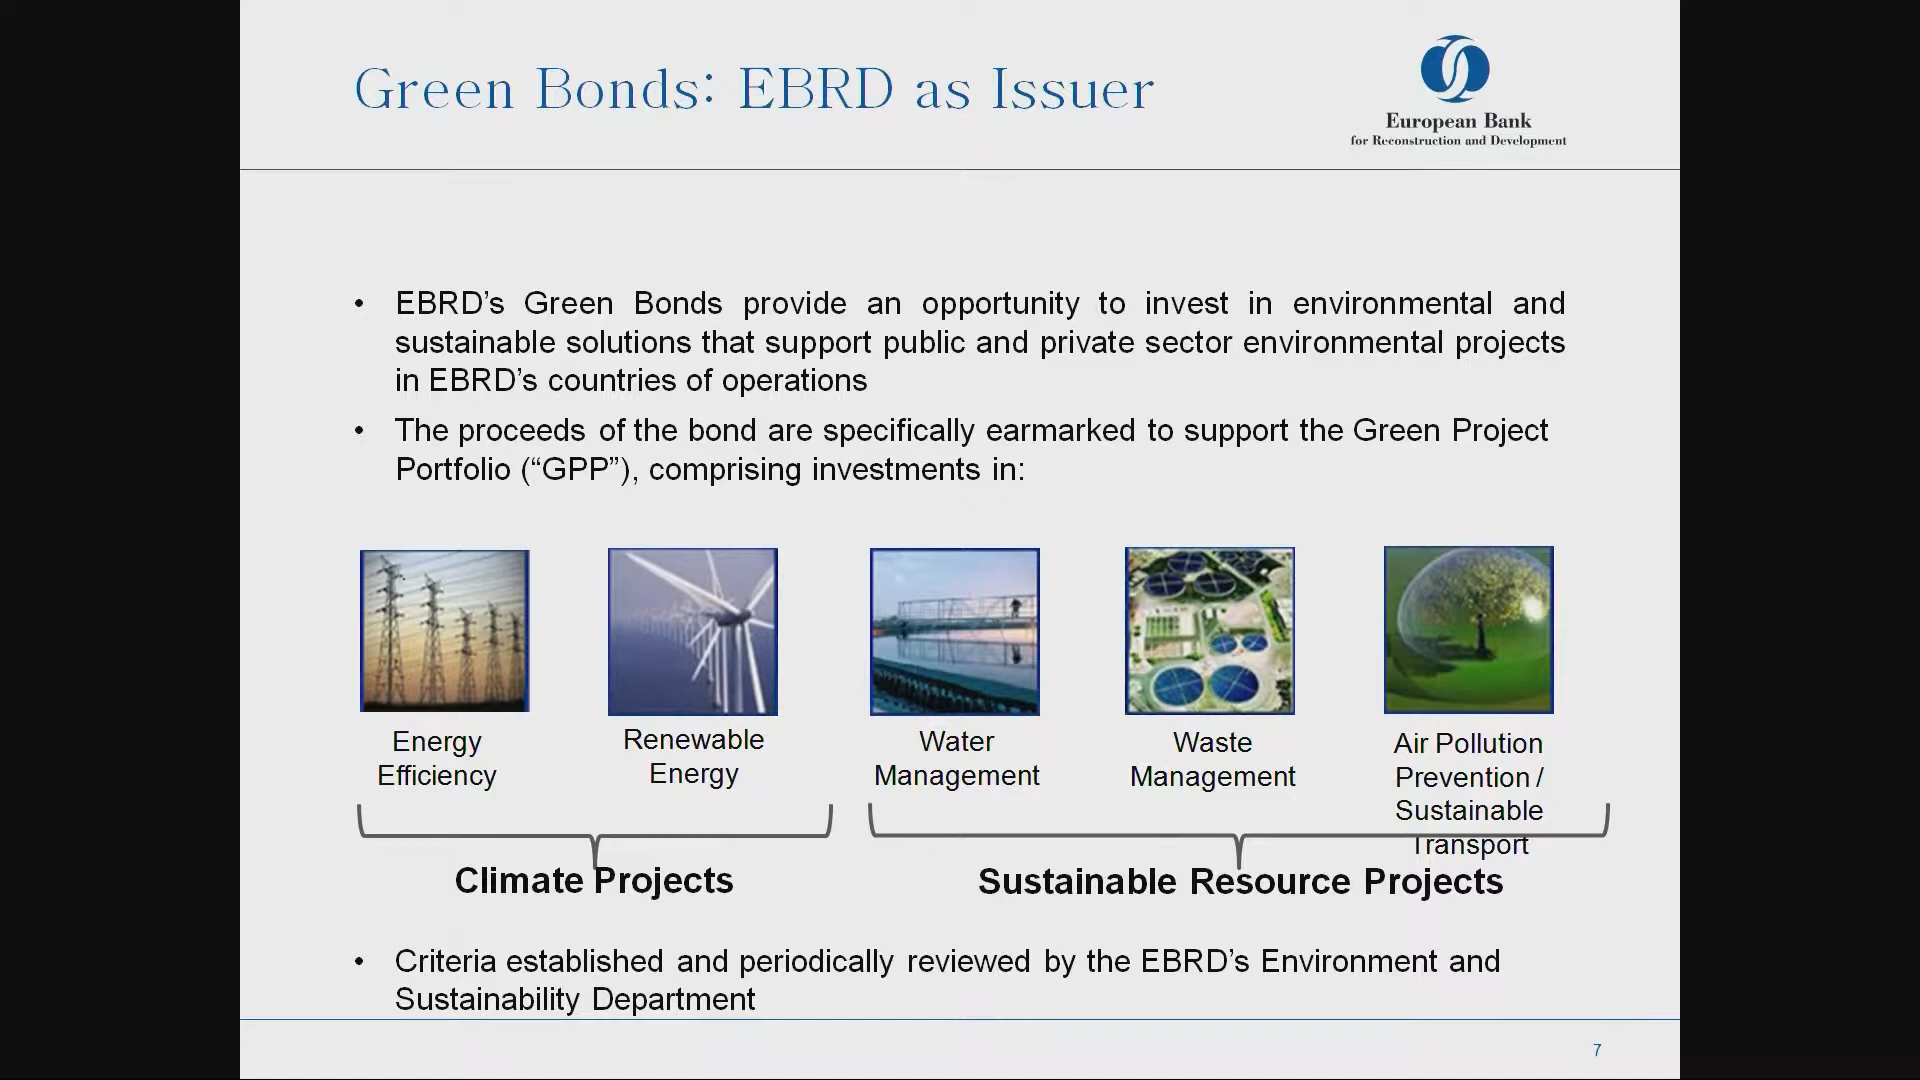 Green Bonds: EBRD as Issuer
European Bank
for Reconstruction and Development
• EBRD’s Green Bonds provide an opportunity to invest in environmental and
sustainable solutions that support public and private sector environmental projects
in EBRD’s countries of operations
• The proceeds of the bond are specifically earmarked to support the Green Project
Portfolio (“GPP”), comprising investments in:
Energy
Efficiency
Renewable
Energy
Water
Management
Waste
Management
Air Pollution
Prevention /
Sustainable
Transport
Climate Projects
Sustainable Resource Projects
• Criteria established and periodically reviewed by the EBRD’s Environment and
Sustainability Department
7